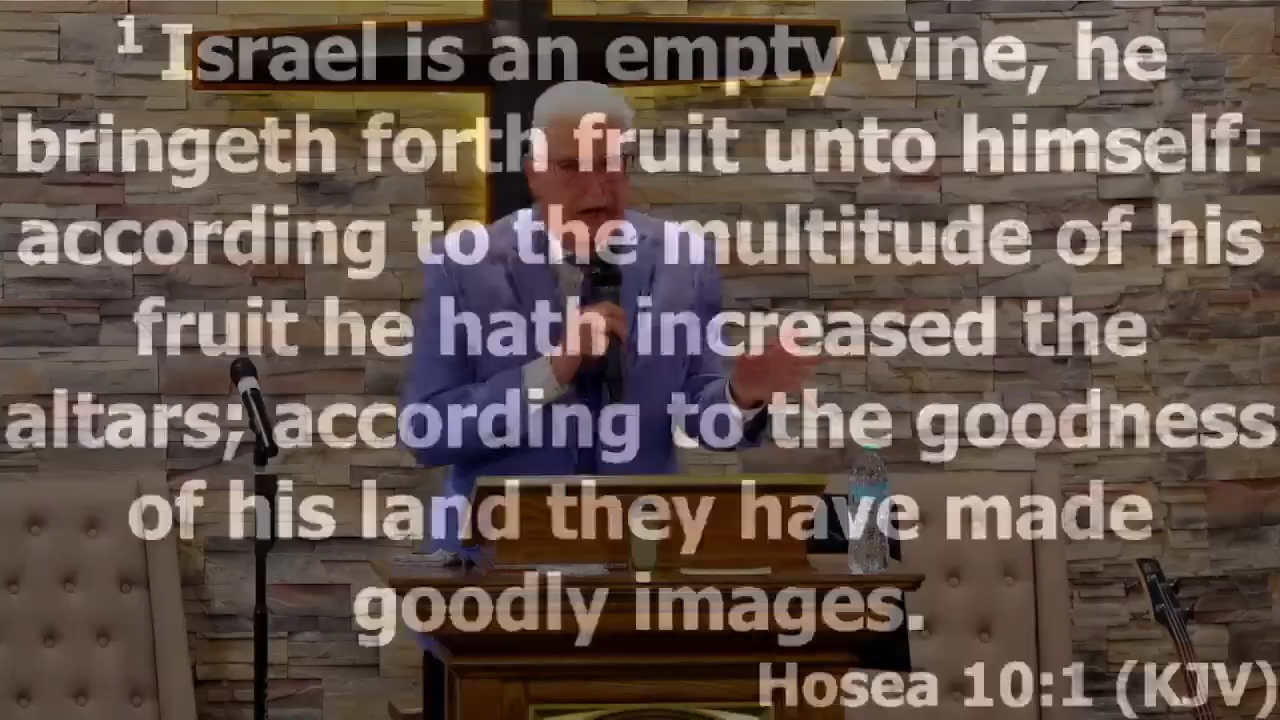 1 Israel is an empty vine, he
bringeth forth fruit unto himself:
according to the multitude of his
fruit he hath increased the
altars; according to the goodness
of his land they have made
goodly images.
Hosea 10:1 (KJV)